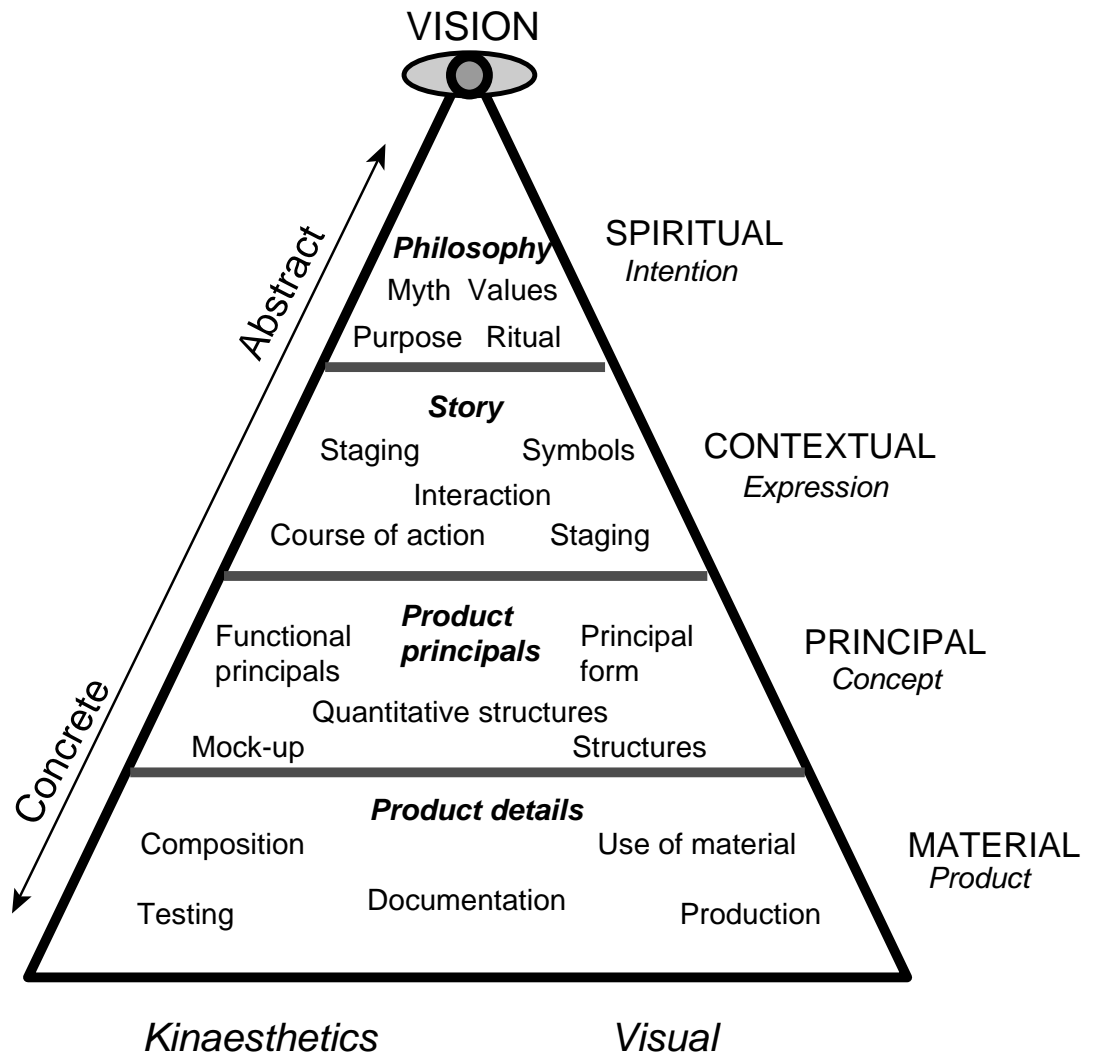 VISION
Abstract
Concrete
Philosophy
Myth Values
Purpose Ritual
SPIRITUAL
Intention
Story
Staging Symbols
Interaction
Course of action Staging
CONTEXTUAL
Expression
Product
principals
Functional
principals
Principal
form
Quantitative structures
Mock-up Structures
PRINCIPAL
Concept
Product details
Composition Use of material
Documentation
Testing Production
MATERIAL
Product
Kinaesthetics Visual